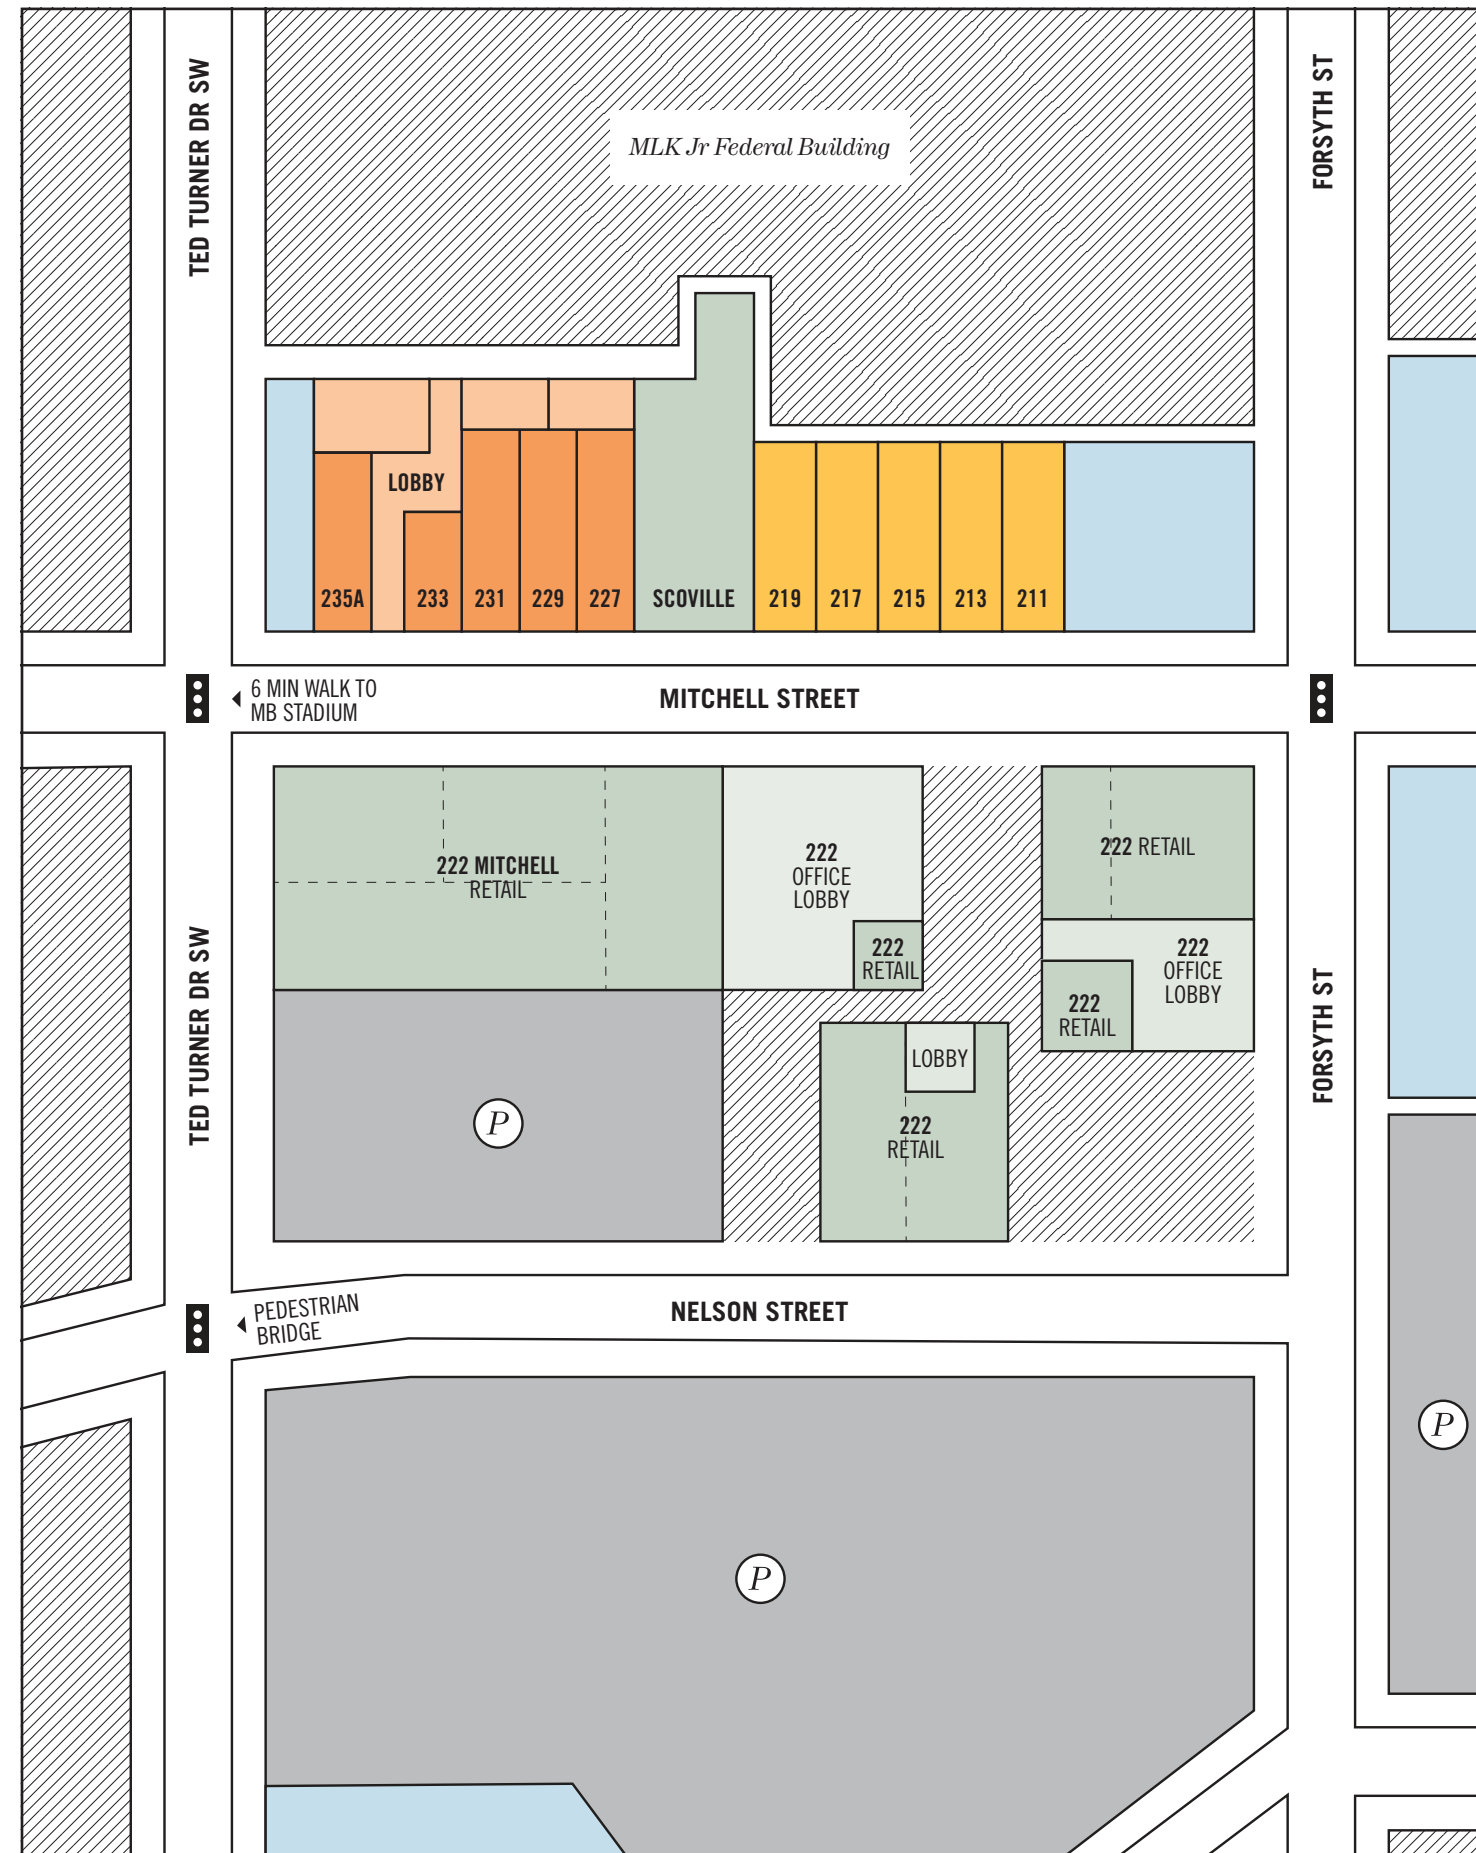 TED TURNER DR SW
FORSYTH ST
MLK Jr Federal Building
LOBBY
235A
233
231
229
227
SCOVILLE
219
217
215
213
211
6 MIN WALK TO
MB STADIUM
MITCHELL STREET
222 MITCHELL
RETAIL
222
OFFICE
LOBBY
222
RETAIL
222 RETAIL
222
OFFICE
LOBBY
222
RETAIL
LOBBY
222
RETAIL
TED TURNER DR SW
FORSYTH ST
P
PEDESTRIAN
BRIDGE
NELSON STREET
P
P